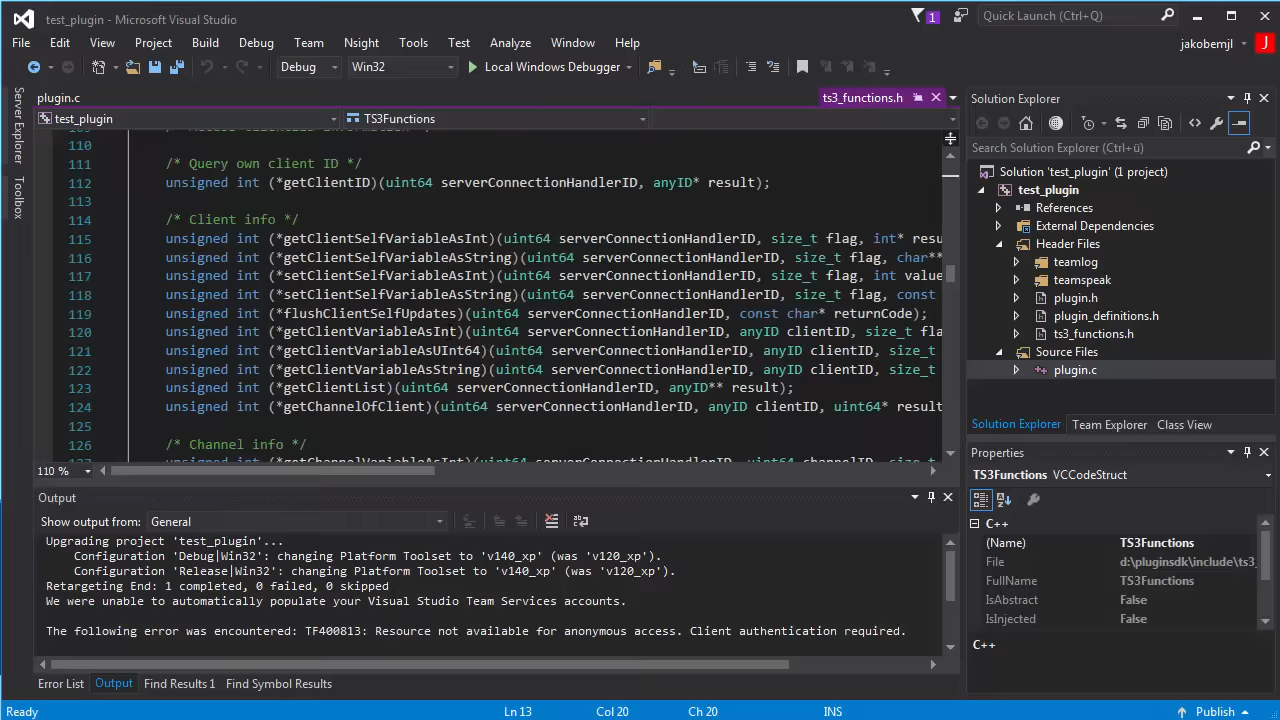 test_plugin - Microsoft Visual Studio
1
Quick Launch (Ctrl+Q)
File Edit View Project Build Debug Team Nsight Tools Test Analyze Window Help
jakobemjl
J
Debug
Win32
Local Windows Debugger
Server Explorer
Toolbox
plugin.c
ts3_functions.h
test_plugin
TS3Functions
110
111 /* Query own client ID */
112 unsigned int (*getClientID)(uint64 serverConnectionHandlerID, anyID* result);
113
114 /* Client info */
115 unsigned int (*getClientSelfVariableAsInt)(uint64 serverConnectionHandlerID, size_t flag, int* resu
116 unsigned int (*getClientSelfVariableAsString)(uint64 serverConnectionHandlerID, size_t flag, char**
117 unsigned int (*setClientSelfVariableAsInt)(uint64 serverConnectionHandlerID, size_t flag, int value
118 unsigned int (*setClientSelfVariableAsString)(uint64 serverConnectionHandlerID, size_t flag, const
119 unsigned int (*flushClientSelfUpdates)(uint64 serverConnectionHandlerID, const char* returnCode);
120 unsigned int (*getClientVariableAsInt)(uint64 serverConnectionHandlerID, anyID clientID, size_t fla
121 unsigned int (*getClientVariableAsUInt64)(uint64 serverConnectionHandlerID, anyID clientID, size_t
122 unsigned int (*getClientVariableAsString)(uint64 serverConnectionHandlerID, anyID clientID, size_t
123 unsigned int (*getClientList)(uint64 serverConnectionHandlerID, anyID** result);
124 unsigned int (*getChannelOfClient)(uint64 serverConnectionHandlerID, anyID clientID, uint64* result
125
126 /* Channel info */
110 %
Output
Show output from: General
Upgrading project 'test_plugin'...
Configuration 'Debug|Win32': changing Platform Toolset to 'v140_xp' (was 'v120_xp').
Configuration 'Release|Win32': changing Platform Toolset to 'v140_xp' (was 'v120_xp').
Retargeting End: 1 completed, 0 failed, 0 skipped
We were unable to automatically populate your Visual Studio Team Services accounts.
The following error was encountered: TF400813: Resource not available for anonymous access. Client authentication required.
Error List Output Find Results 1 Find Symbol Results
Solution Explorer
Search Solution Explorer (Ctrl+ü)
Solution 'test_plugin' (1 project)
test_plugin
References
External Dependencies
Header Files
teamlog
teamspeak
plugin.h
plugin_definitions.h
ts3_functions.h
Source Files
plugin.c
Solution Explorer Team Explorer Class View
Properties
TS3Functions VCCodeStruct
C++
(Name) TS3Functions
File d:\pluginsdk\include\ts3_
FullName TS3Functions
IsAbstract False
IsInjected False
C++
Ready Ln 13 Col 20 Ch 20 INS Publish